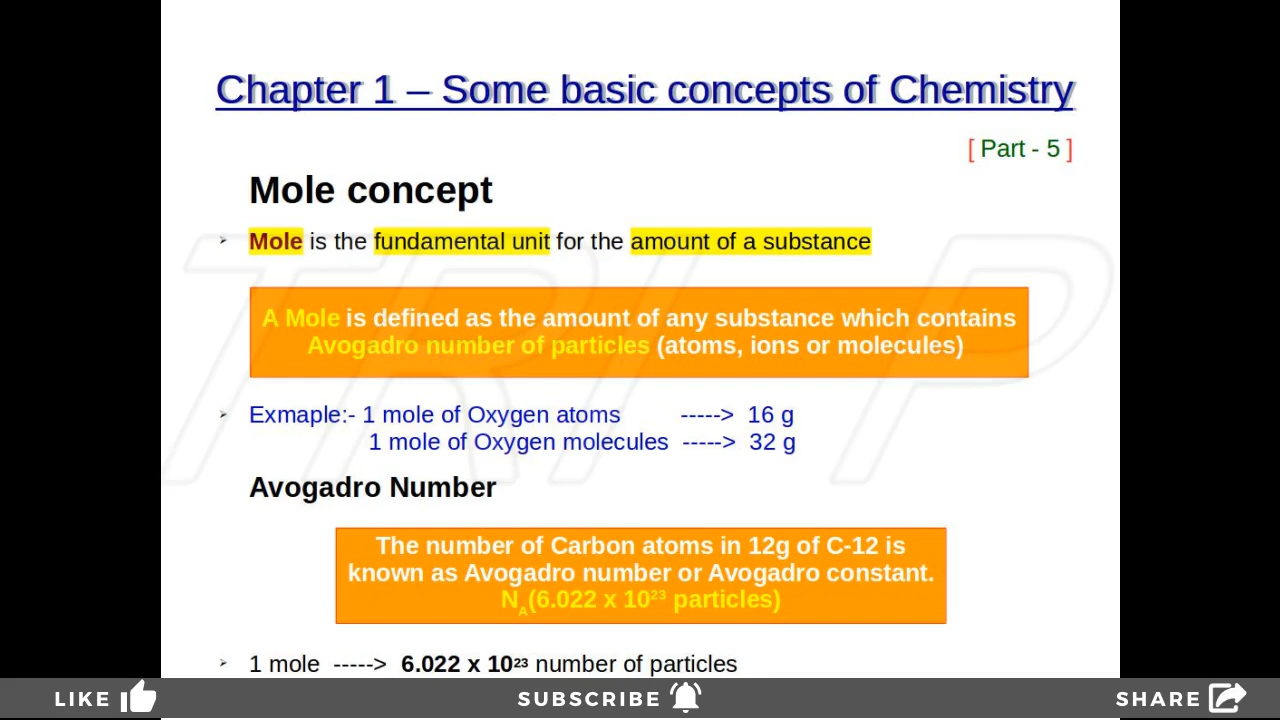 Chapter 1 – Some basic concepts of Chemistry
[ Part - 5 ]
Mole concept
➢ Mole is the fundamental unit for the amount of a substance
A Mole is defined as the amount of any substance which contains
Avogadro number of particles (atoms, ions or molecules)
➢ Exmaple:- 1 mole of Oxygen atoms -----> 16 g
1 mole of Oxygen molecules -----> 32 g
Avogadro Number
The number of Carbon atoms in 12g of C-12 is
known as Avogadro number or Avogadro constant.
N_A(6.022 x 10²³ particles)
➢ 1 mole -----> 6.022 x 10²³ number of particles
LIKE SUBSCRIBE SHARE